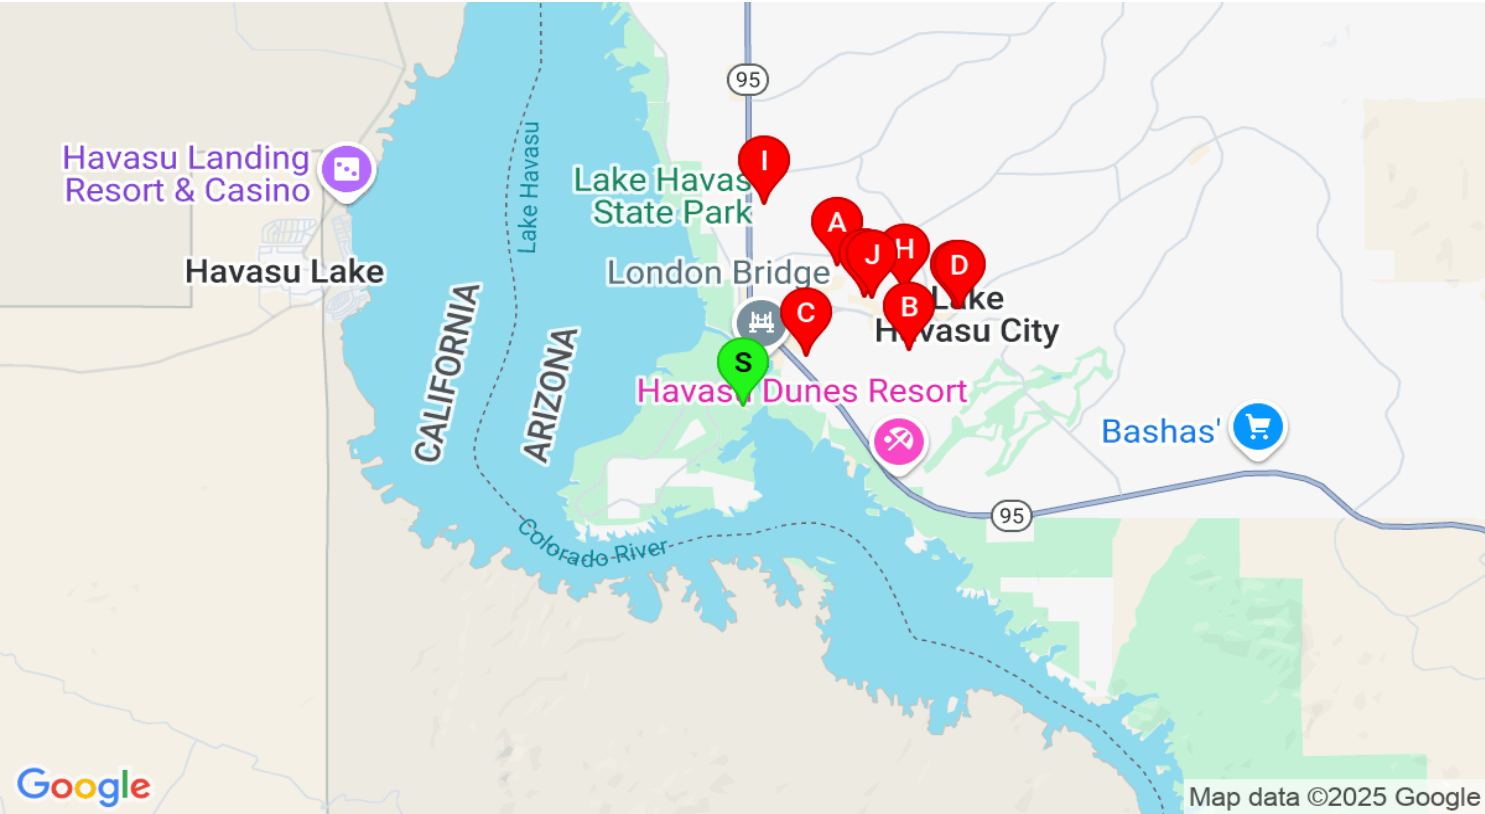 95
I
Havasu Landing
Resort & Casino
Lake Havasu
Lake Havas
State Park
A
J
H
D
Havasu Lake
London Bridge
C
B
Lake
Havasu City
CALIFORNIA
ARIZONA
S
Havasu Dunes Resort
Bashas'
95
Colorado River
Google
Map data ©2025 Google